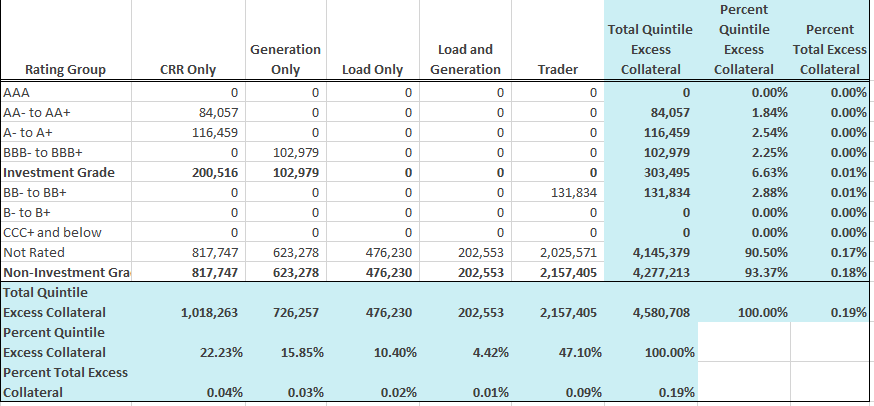 Rating Group CRR Only Generation Only Load Only Load and Generation Trader Total Quintile Excess Collateral Percent Quintile Excess Collateral Percent Total Excess Collateral
AAA 0 0 0 0 0 0 0.00% 0.00%
AA- to AA+ 84,057 0 0 0 0 84,057 1.84% 0.00%
A- to A+ 116,459 0 0 0 0 116,459 2.54% 0.00%
BBB- to BBB+ 0 102,979 0 0 0 102,979 2.25% 0.00%
Investment Grade 200,516 102,979 0 0 0 303,495 6.63% 0.01%
BB- to BB+ 0 0 0 0 131,834 131,834 2.88% 0.01%
B- to B+ 0 0 0 0 0 0 0.00% 0.00%
CCC+ and below 0 0 0 0 0 0 0.00% 0.00%
Not Rated 817,747 623,278 476,230 202,553 2,025,571 4,145,379 90.50% 0.17%
Non-Investment Gra 817,747 623,278 476,230 202,553 2,157,405 4,277,213 93.37% 0.18%
Total Quintile
Excess Collateral 1,018,263 726,257 476,230 202,553 2,157,405 4,580,708 100.00% 0.19%
Percent Quintile
Excess Collateral 22.23% 15.85% 10.40% 4.42% 47.10% 100.00%
Percent Total Excess
Collateral 0.04% 0.03% 0.02% 0.01% 0.09% 0.19%